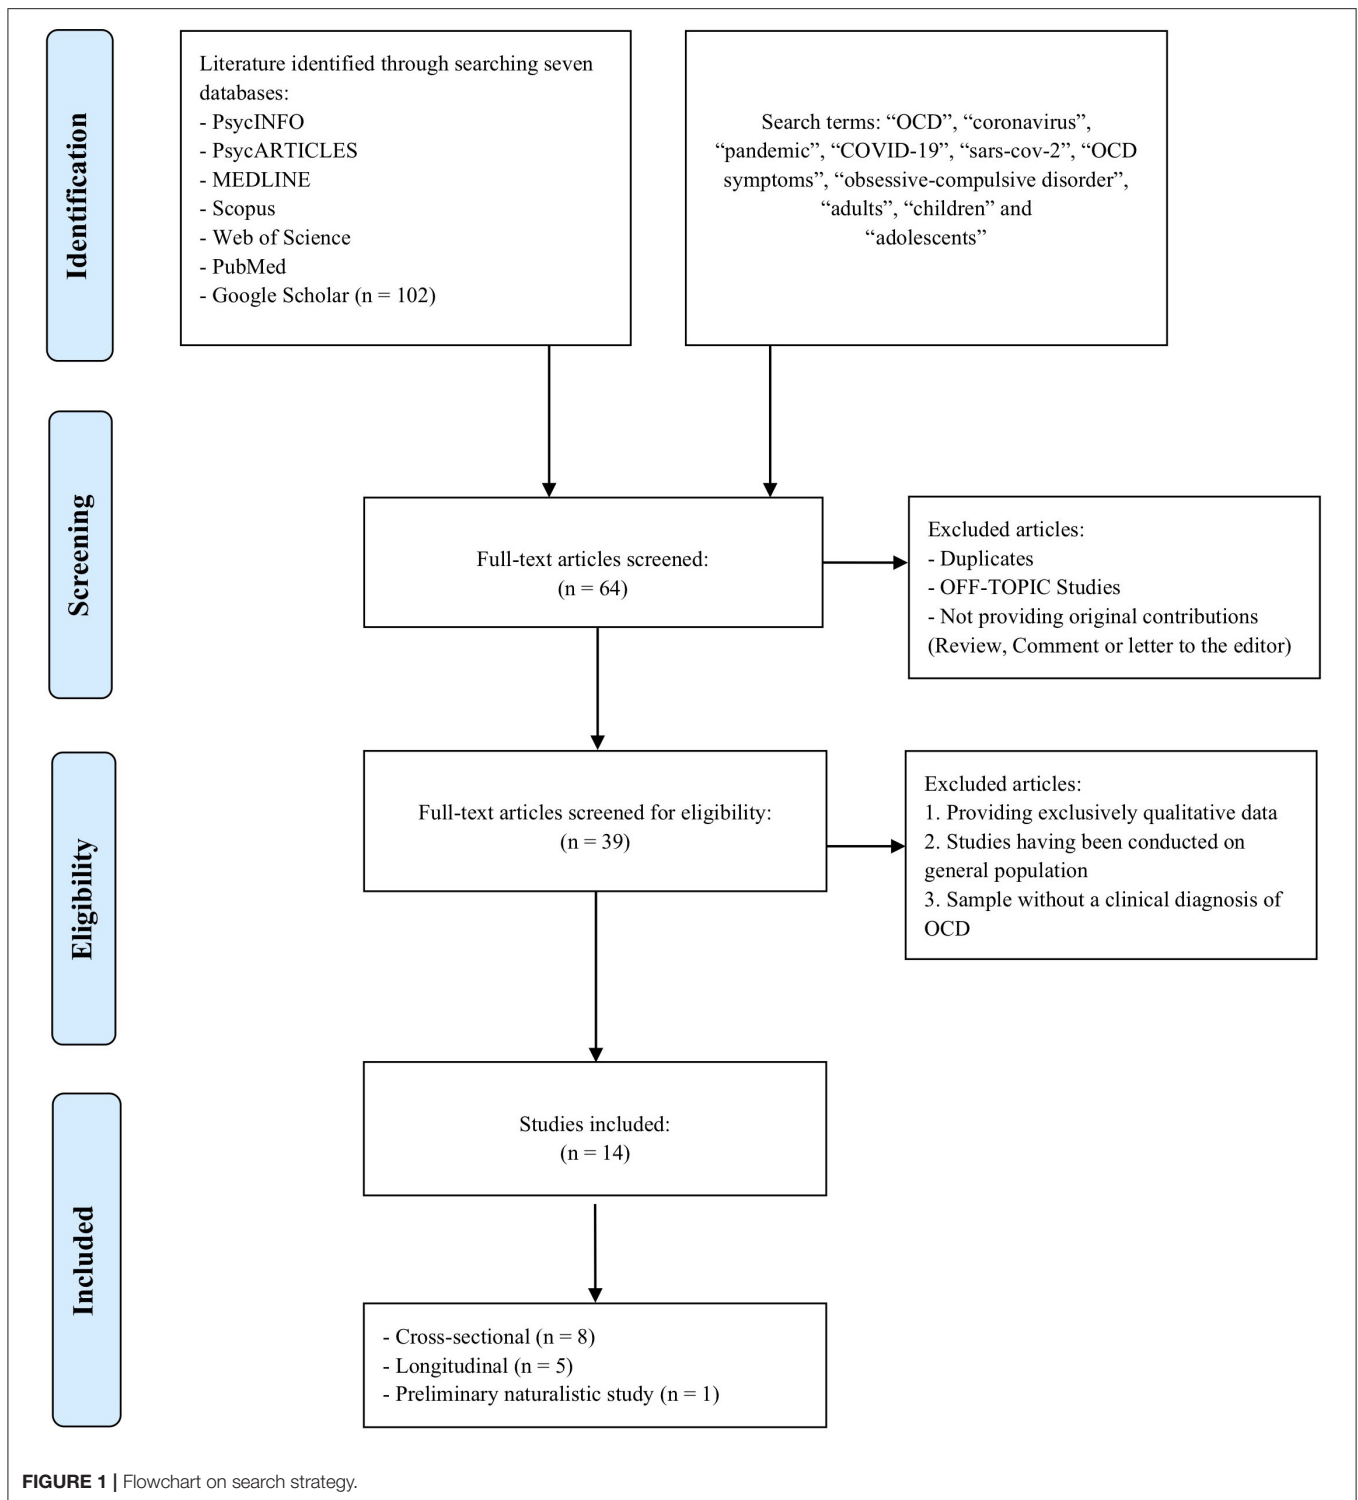 Identification
Literature identified through searching seven
databases:
- PsycINFO
- PsycARTICLES
- MEDLINE
- Scopus
- Web of Science
- PubMed
- Google Scholar (n = 102)
Search terms: “OCD”, “coronavirus”,
“pandemic”, “COVID-19”, “sars-cov-2”, “OCD
symptoms”, “obsessive-compulsive disorder”,
“adults”, “children” and
“adolescents”
Screening
Full-text articles screened:
(n = 64)
Excluded articles:
- Duplicates
- OFF-TOPIC Studies
- Not providing original contributions
(Review, Comment or letter to the editor)
Eligibility
Full-text articles screened for eligibility:
(n = 39)
Excluded articles:
1. Providing exclusively qualitative data
2. Studies having been conducted on
general population
3. Sample without a clinical diagnosis of
OCD
Included
Studies included:
(n = 14)
- Cross-sectional (n = 8)
- Longitudinal (n = 5)
- Preliminary naturalistic study (n = 1)
FIGURE 1 | Flowchart on search strategy.